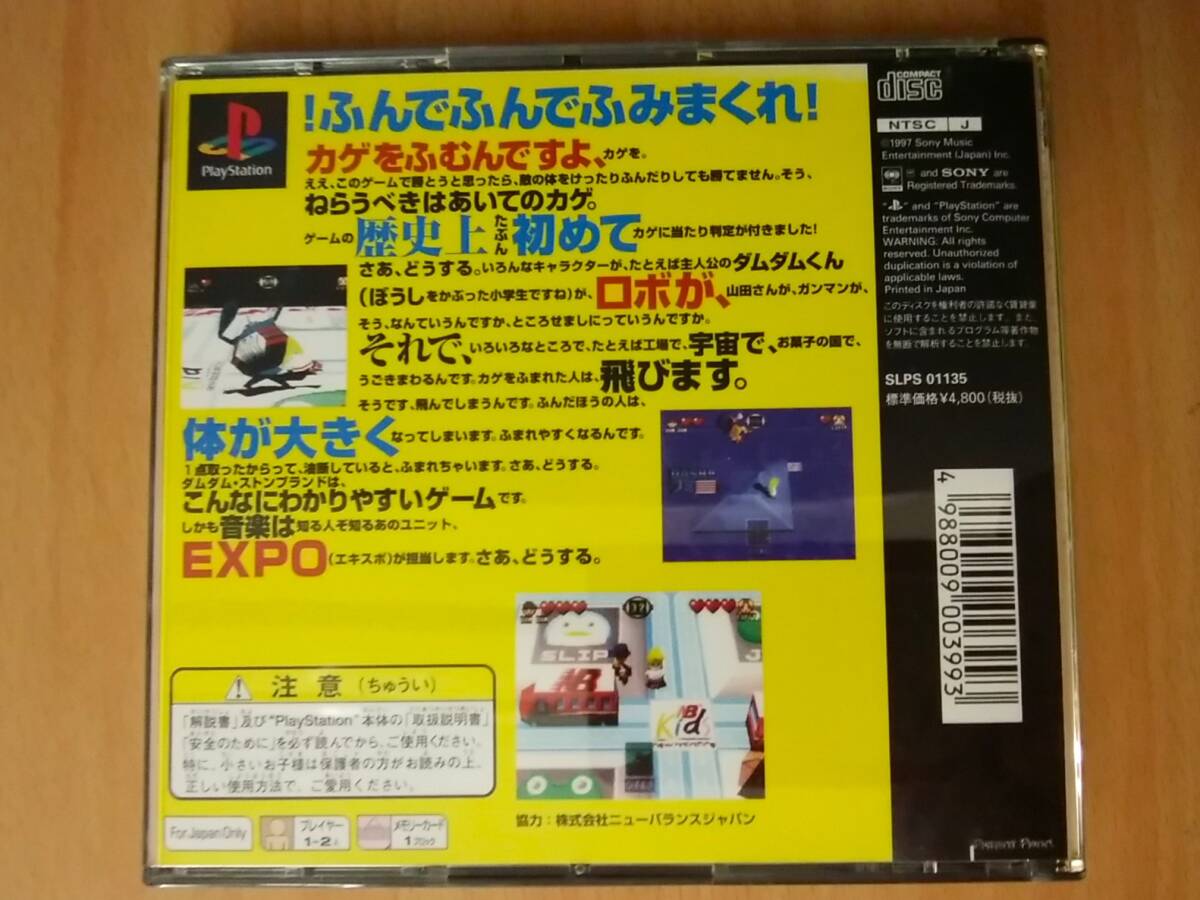 PlayStation
!ふんでふんでふみまくれ!
カゲをふむんですよ、カゲを。
ええ、このゲームで勝とうと思ったら、敵の体をけったりふんだりしても勝てません。そう、
ねらうべきはあいてのカゲ。
ゲームの歴史上たぶん初めてカゲに当たり判定が付きました!
さあ、どうする。いろんなキャラクターが、たとえば主人公のダムダムくん
(ぼうしをかぶった小学生ですね)が、ロボが、山田さんが、ガンマンが、
そう、なんていうんですか、ところせましにっていうんですか。
それで、いろいろなところで、たとえば工場で、宇宙で、お菓子の国で、
うごきまわるんです。カゲをふまれた人は、飛びます。
そうです、飛んでしまうんです。ふんだほうの人は、
体が大きくなってしまいます。ふまれやすくなるんです。
1点取ったからって、油断していると、ふまれちゃいます。さあ、どうする。
ダムダム・ストンプランドは、
こんなにわかりやすいゲームです。
しかも音楽は知る人ぞ知るあのユニット、
EXPO(エキスポ)が担当します。さあ、どうする。
SLIP
NB
Kids
協力:株式会社ニューバランスジャパン
注意(ちゅうい)
「解説書」及び"PlayStation"本体の「取扱説明書」
「安全のために」を必ず読んでから、ご使用ください。
特に、小さいお子様は保護者の方がお読みの上、
正しい使用方法で、ご愛用ください。
For Japan Only
プレイヤー
1-2人
メモリーカード
1ブロック
COMPACT
disc
NTSC J
©1997 Sony Music
Entertainment (Japan) Inc.
and SONY are
Registered Trademarks.
" " and "PlayStation" are
trademarks of Sony Computer
Entertainment Inc.
WARNING: All rights
reserved. Unauthorized
duplication is a violation of
applicable laws.
Printed in Japan
このディスクを権利者の許諾なく賃貸業
に使用することを禁止します。また、
ソフトに含まれるプログラム等著作物
を無断で解析することを禁止します。
SLPS 01135
標準価格¥4,800(税抜)
4 988009 003993